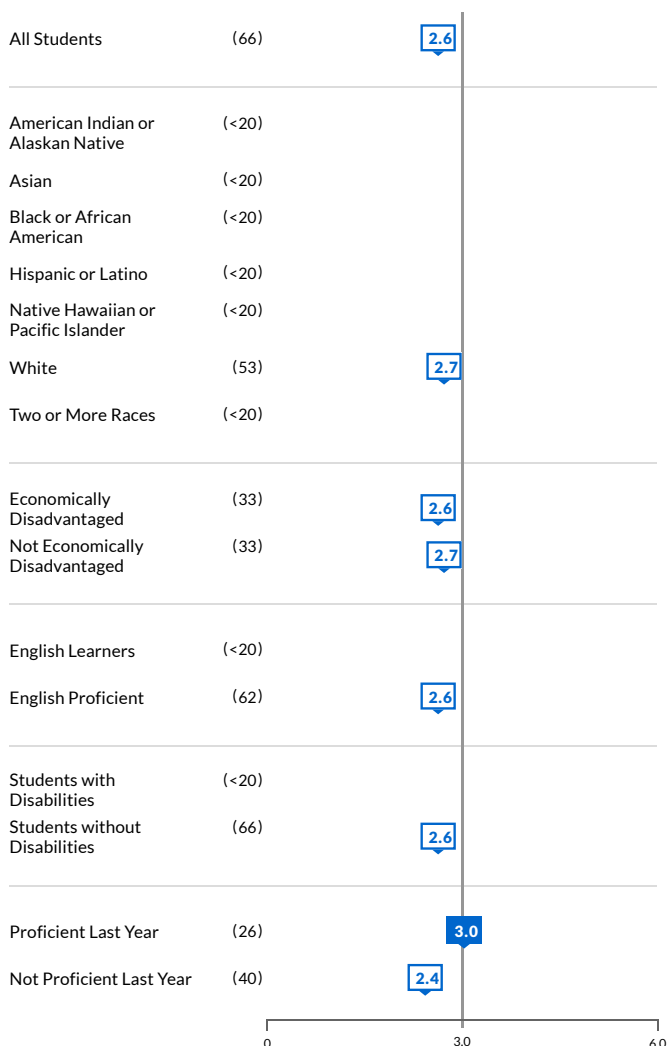 All Students (66) 2.6
American Indian or (<20)
Alaskan Native
Asian (<20)
Black or African (<20)
American
Hispanic or Latino (<20)
Native Hawaiian or (<20)
Pacific Islander
White (53) 2.7
Two or More Races (<20)
Economically (33) 2.6
Disadvantaged
Not Economically (33) 2.7
Disadvantaged
English Learners (<20)
English Proficient (62) 2.6
Students with (<20)
Disabilities
Students without (66) 2.6
Disabilities
Proficient Last Year (26) 3.0
Not Proficient Last Year (40) 2.4
0 3.0 6.0